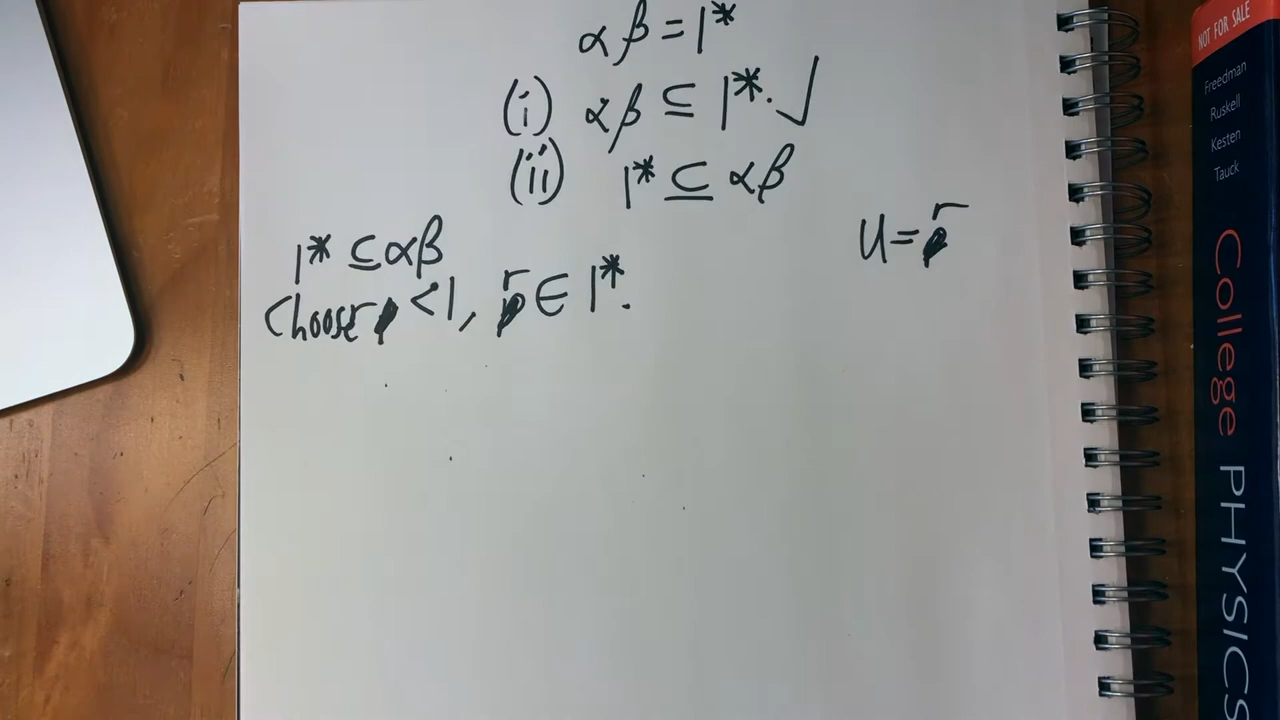 αβ = 1*
(i) αβ ⊆ 1*. √
(ii) 1* ⊆ αβ
1* ⊆ αβ
U = r
Choose r < 1, r ∈ 1*.
NOT FOR SALE
Freedman
Ruskell
Kesten
Tauck
College PHYSICS